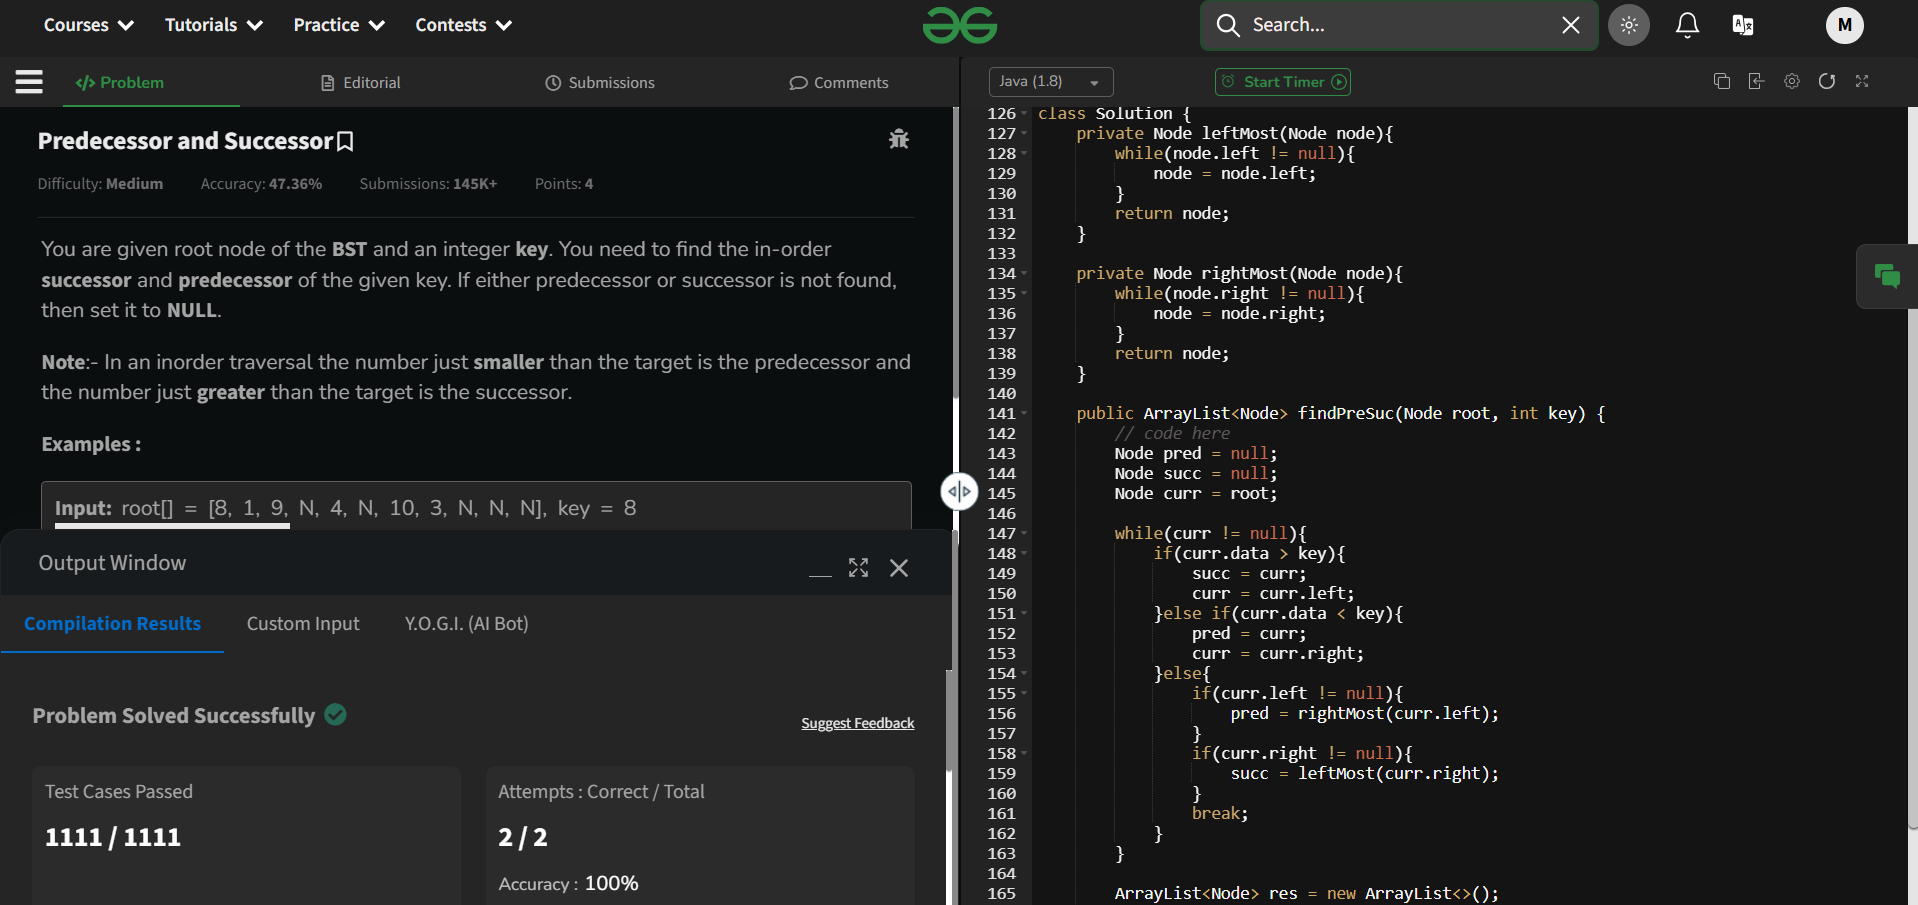 Courses Tutorials Practice Contests Search... M
Problem Editorial Submissions Comments
Predecessor and Successor
Difficulty: Medium Accuracy: 47.36% Submissions: 145K+ Points: 4
You are given root node of the BST and an integer key. You need to find the in-order
successor and predecessor of the given key. If either predecessor or successor is not found,
then set it to NULL.
Note:- In an inorder traversal the number just smaller than the target is the predecessor and
the number just greater than the target is the successor.
Examples :
Input: root[] = [8, 1, 9, N, 4, N, 10, 3, N, N, N], key = 8
Output Window
Compilation Results Custom Input Y.O.G.I. (AI Bot)
Problem Solved Successfully
Suggest Feedback
Test Cases Passed
1111 / 1111
Attempts : Correct / Total
2 / 2
Accuracy : 100%
Java (1.8) Start Timer
126 class Solution {
127 private Node leftMost(Node node){
128 while(node.left != null){
129 node = node.left;
130 }
131 return node;
132 }
133
134 private Node rightMost(Node node){
135 while(node.right != null){
136 node = node.right;
137 }
138 return node;
139 }
140
141 public ArrayList<Node> findPreSuc(Node root, int key) {
142 // code here
143 Node pred = null;
144 Node succ = null;
145 Node curr = root;
146
147 while(curr != null){
148 if(curr.data > key){
149 succ = curr;
150 curr = curr.left;
151 }else if(curr.data < key){
152 pred = curr;
153 curr = curr.right;
154 }else{
155 if(curr.left != null){
156 pred = rightMost(curr.left);
157 }
158 if(curr.right != null){
159 succ = leftMost(curr.right);
160 }
161 break;
162 }
163 }
164
165 ArrayList<Node> res = new ArrayList<>();